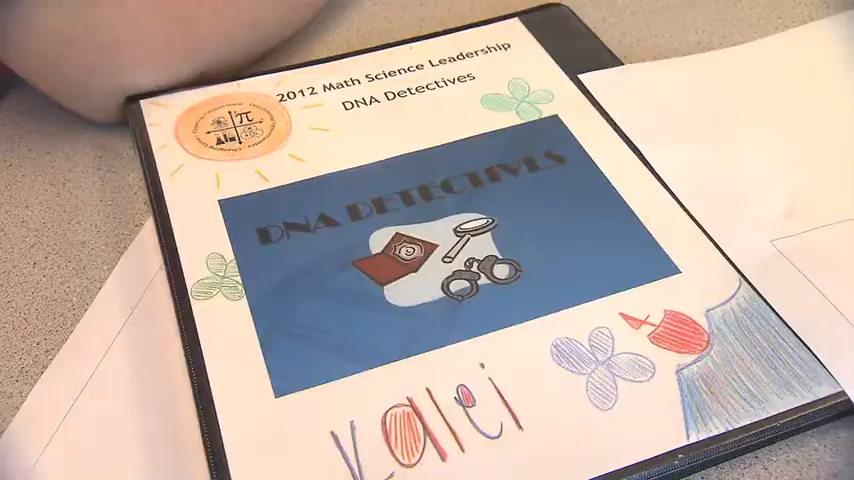 2012 Math Science Leadership
DNA Detectives
DNA DETECTIVES
Kalei